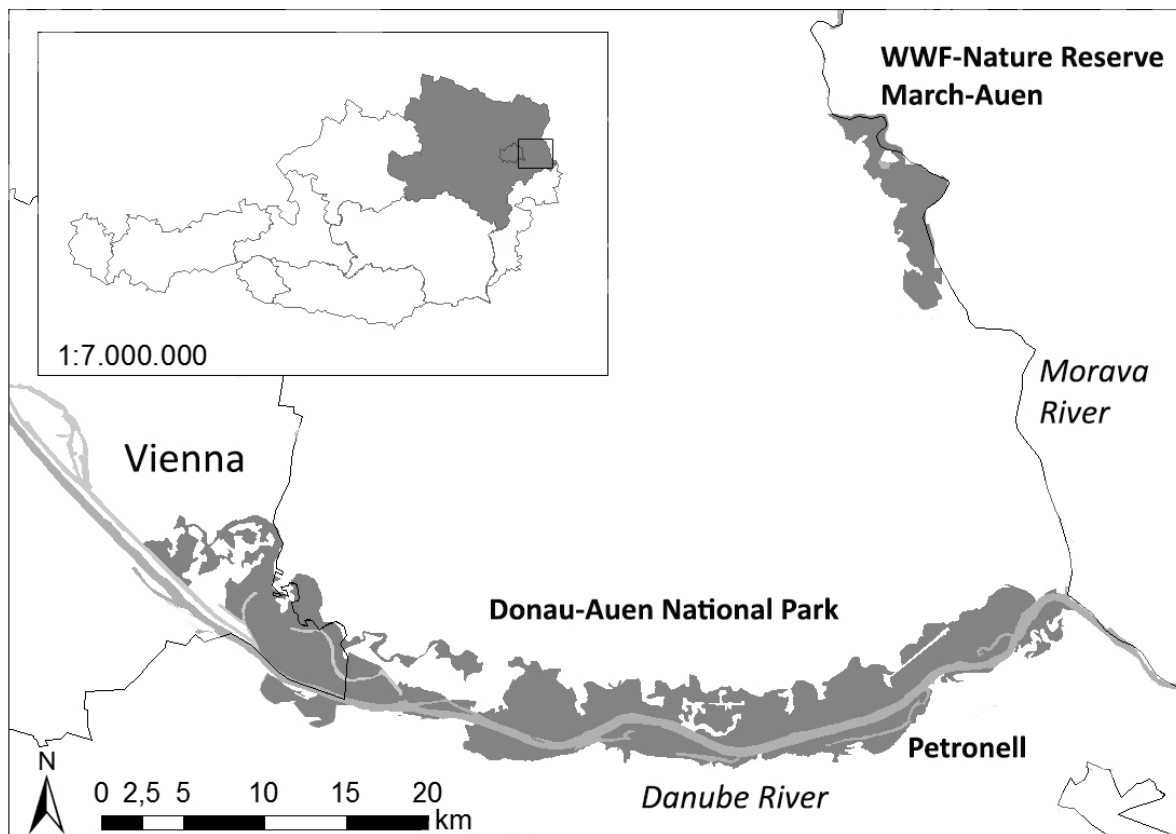 WWF-Nature Reserve
March-Auen
1:7.000.000
Morava
River
Vienna
Donau-Auen National Park
Petronell
N
0 2,5 5 10 15 20
km
Danube River